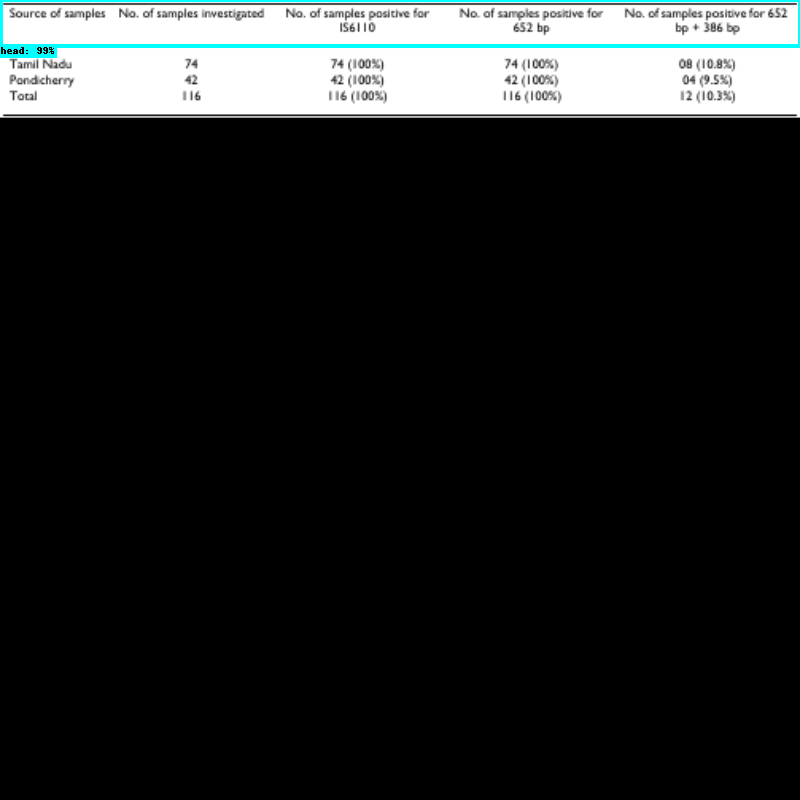 Source of samples No. of samples investigated No. of samples positive for No. of samples positive for No. of samples positive for 652
IS6110 652 bp bp + 386 bp
head: 99%
Tamil Nadu 74 74 (100%) 74 (100%) 08 (10.8%)
Pondicherry 42 42 (100%) 42 (100%) 04 (9.5%)
Total 116 116 (100%) 116 (100%) 12 (10.3%)